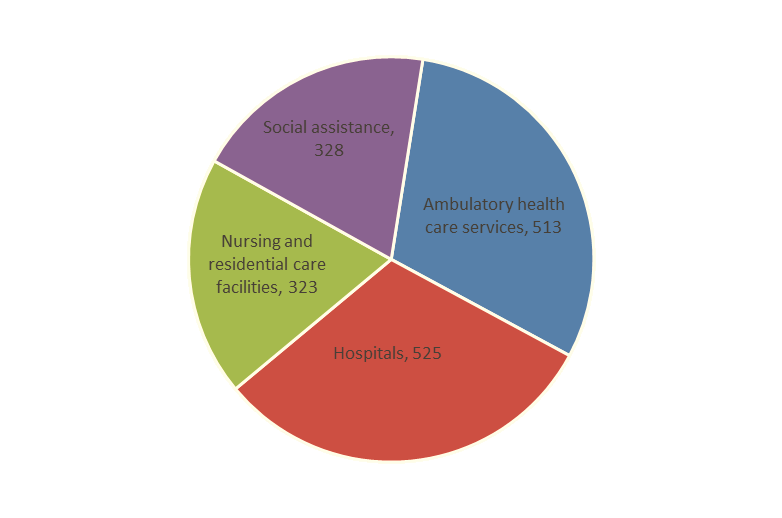 Social assistance,
328
Ambulatory health
care services, 513
Nursing and
residential care
facilities, 323
Hospitals, 525